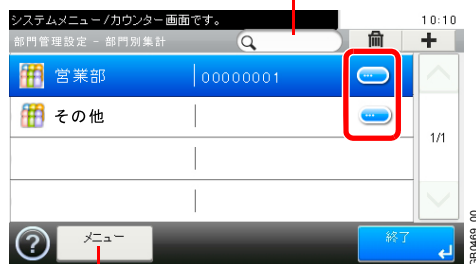 システムメニュー/カウンター画面です。
10:10
部門管理設定 - 部門別集計
営業部 00000001
その他
1/1
メニュー
終了